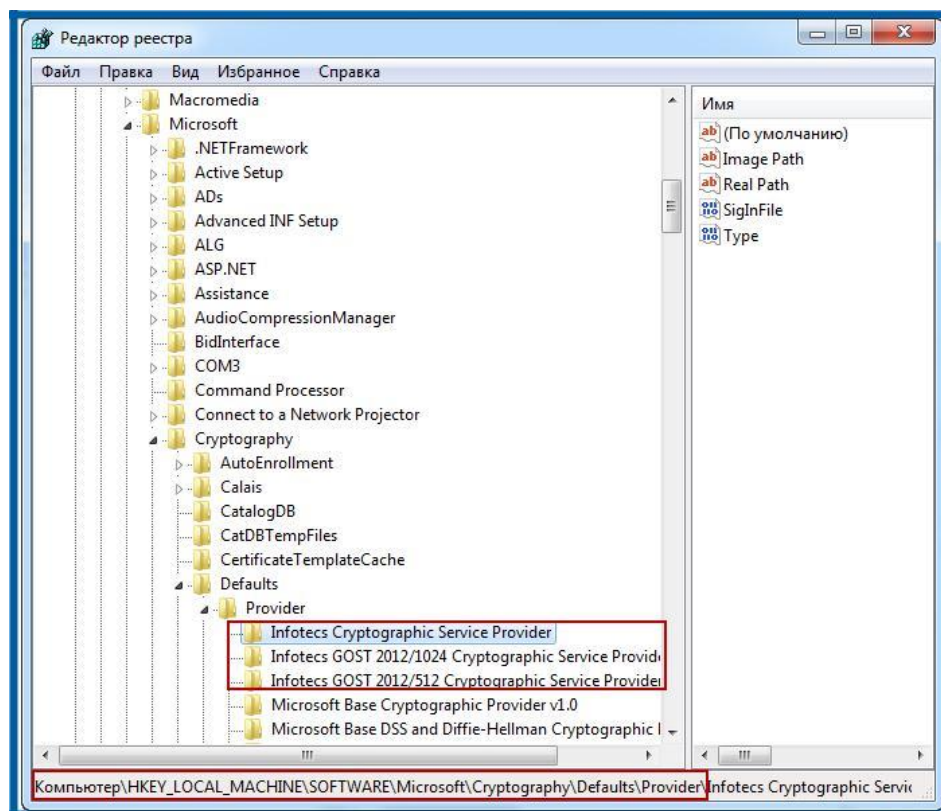 Редактор реестра
Файл Правка Вид Избранное Справка
Macromedia
Microsoft
.NETFramework
Active Setup
ADs
Advanced INF Setup
ALG
ASP.NET
Assistance
AudioCompressionManager
BidInterface
COM3
Command Processor
Connect to a Network Projector
Cryptography
AutoEnrollment
Calais
CatalogDB
CatDBTempFiles
CertificateTemplateCache
Defaults
Provider
Infotecs Cryptographic Service Provider
Infotecs GOST 2012/1024 Cryptographic Service Provide
Infotecs GOST 2012/512 Cryptographic Service Provider
Microsoft Base Cryptographic Provider v1.0
Microsoft Base DSS and Diffie-Hellman Cryptographic
Имя
(По умолчанию)
Image Path
Real Path
SigInFile
Type
Компьютер\HKEY_LOCAL_MACHINE\SOFTWARE\Microsoft\Cryptography\Defaults\Provider\Infotecs Cryptographic Servic